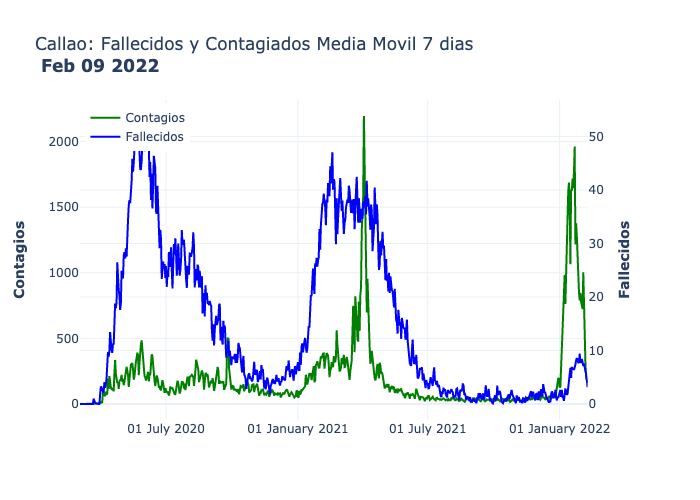 Callao: Fallecidos y Contagiados Media Movil 7 dias
Feb 09 2022
Contagios
Fallecidos
2000
1500
1000
500
0
50
40
30
20
10
0
Contagios
Fallecidos
01 July 2020
01 January 2021
01 July 2021
01 January 2022